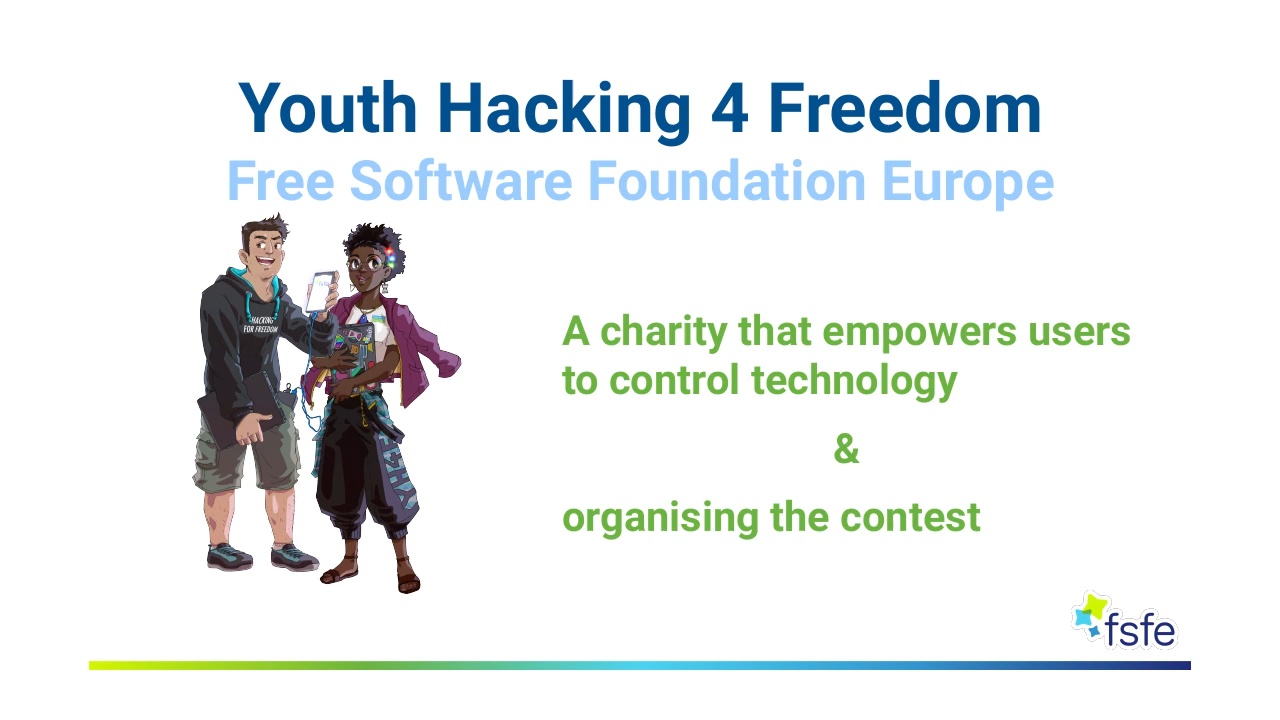 Youth Hacking 4 Freedom
Free Software Foundation Europe
HACKING
FOR FREEDOM
A charity that empowers users
to control technology
&
organising the contest
YH4F
fsfe